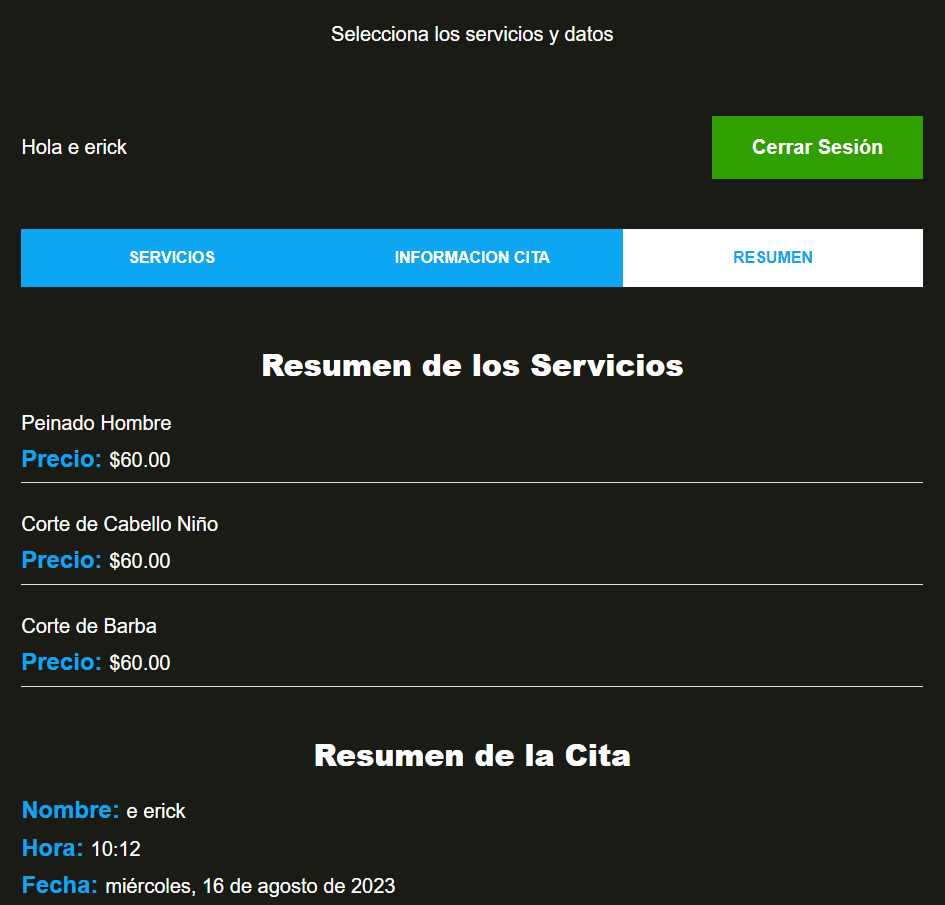 Selecciona los servicios y datos
Hola e erick
Cerrar Sesión
SERVICIOS
INFORMACION CITA
RESUMEN
Resumen de los Servicios
Peinado Hombre
Precio: $60.00
Corte de Cabello Niño
Precio: $60.00
Corte de Barba
Precio: $60.00
Resumen de la Cita
Nombre: e erick
Hora: 10:12
Fecha: miércoles, 16 de agosto de 2023